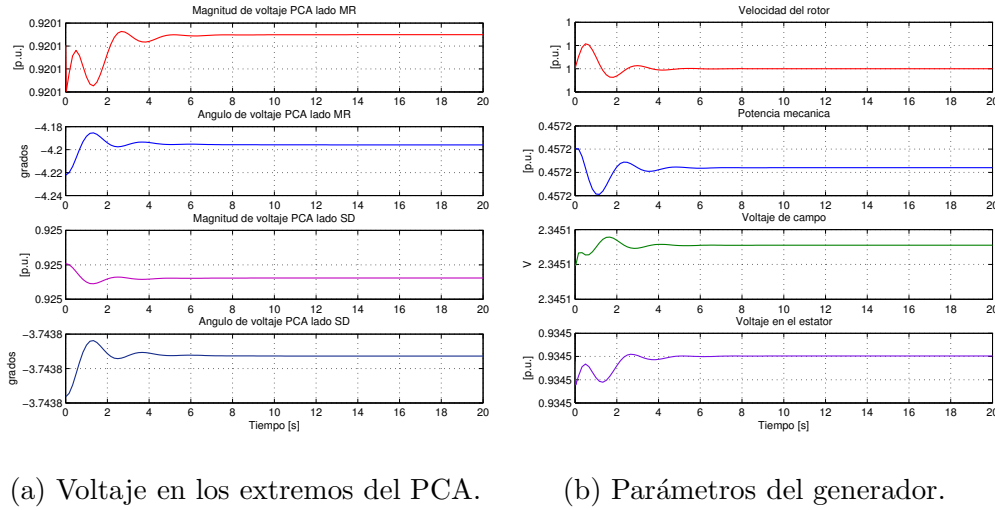 Magnitud de voltaje PCA lado MR
0.9201
0.9201
0.9201
[p.u.]
0 2 4 6 8 10 12 14 16 18 20
Angulo de voltaje PCA lado MR
−4.18
−4.2
−4.22
−4.24
grados
0 2 4 6 8 10 12 14 16 18 20
Magnitud de voltaje PCA lado SD
0.925
0.925
0.925
[p.u.]
0 2 4 6 8 10 12 14 16 18 20
Angulo de voltaje PCA lado SD
−3.7438
−3.7438
−3.7438
grados
0 2 4 6 8 10 12 14 16 18 20
Tiempo [s]
(a) Voltaje en los extremos del PCA.
Velocidad del rotor
1
1
1
1
[p.u.]
0 2 4 6 8 10 12 14 16 18 20
Potencia mecanica
0.4572
0.4572
0.4572
0.4572
[p.u.]
0 2 4 6 8 10 12 14 16 18 20
Voltaje de campo
2.3451
2.3451
2.3451
V
0 2 4 6 8 10 12 14 16 18 20
Voltaje en el estator
0.9345
0.9345
0.9345
0.9345
[p.u.]
0 2 4 6 8 10 12 14 16 18 20
Tiempo [s]
(b) Parámetros del generador.